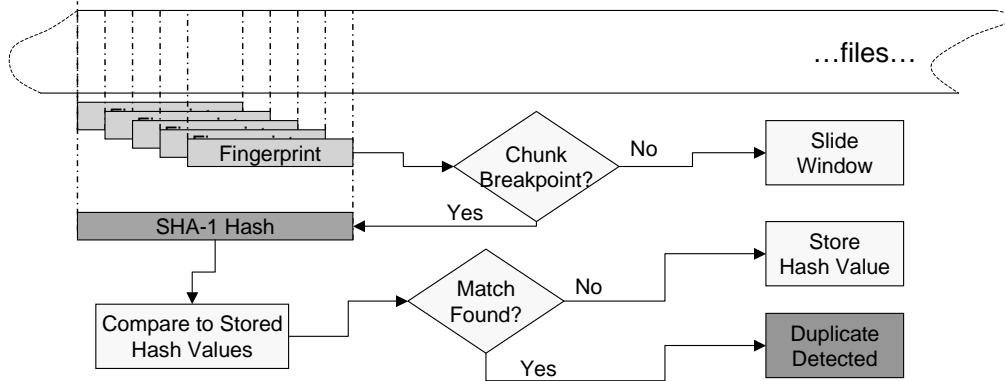 …files…
Fingerprint
Chunk
Breakpoint?
No
Slide
Window
Yes
SHA-1 Hash
Store
Hash Value
Match
Found?
No
Compare to Stored
Hash Values
Duplicate
Detected
Yes